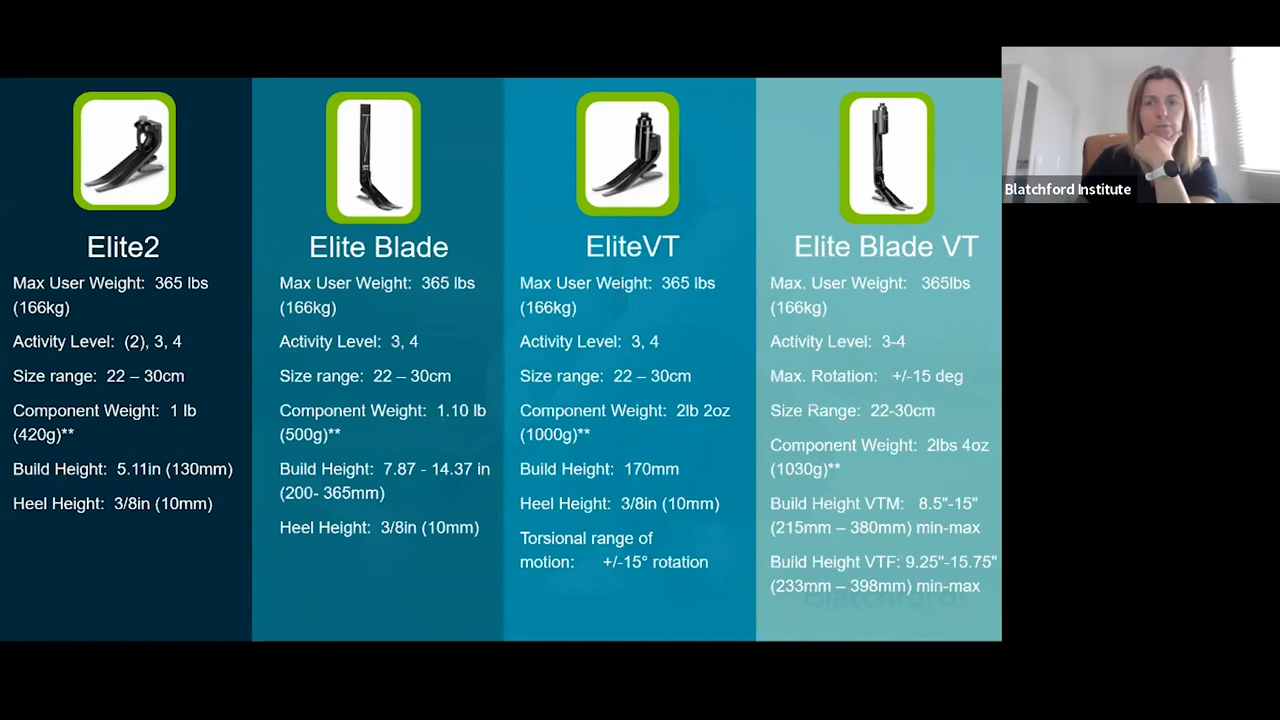 Elite2
Max User Weight: 365 lbs
(166kg)
Activity Level: (2), 3, 4
Size range: 22 – 30cm
Component Weight: 1 lb
(420g)**
Build Height: 5.11in (130mm)
Heel Height: 3/8in (10mm)
Elite Blade
Max User Weight: 365 lbs
(166kg)
Activity Level: 3, 4
Size range: 22 – 30cm
Component Weight: 1.10 lb
(500g)**
Build Height: 7.87 - 14.37 in
(200- 365mm)
Heel Height: 3/8in (10mm)
EliteVT
Max User Weight: 365 lbs
(166kg)
Activity Level: 3, 4
Size range: 22 – 30cm
Component Weight: 2lb 2oz
(1000g)**
Build Height: 170mm
Heel Height: 3/8in (10mm)
Torsional range of
motion: +/-15° rotation
Elite Blade VT
Max. User Weight: 365lbs
(166kg)
Activity Level: 3-4
Max. Rotation: +/-15 deg
Size Range: 22-30cm
Component Weight: 2lbs 4oz
(1030g)**
Build Height VTM: 8.5"-15"
(215mm – 380mm) min-max
Build Height VTF: 9.25"-15.75"
(233mm – 398mm) min-max
Blatchford Institute